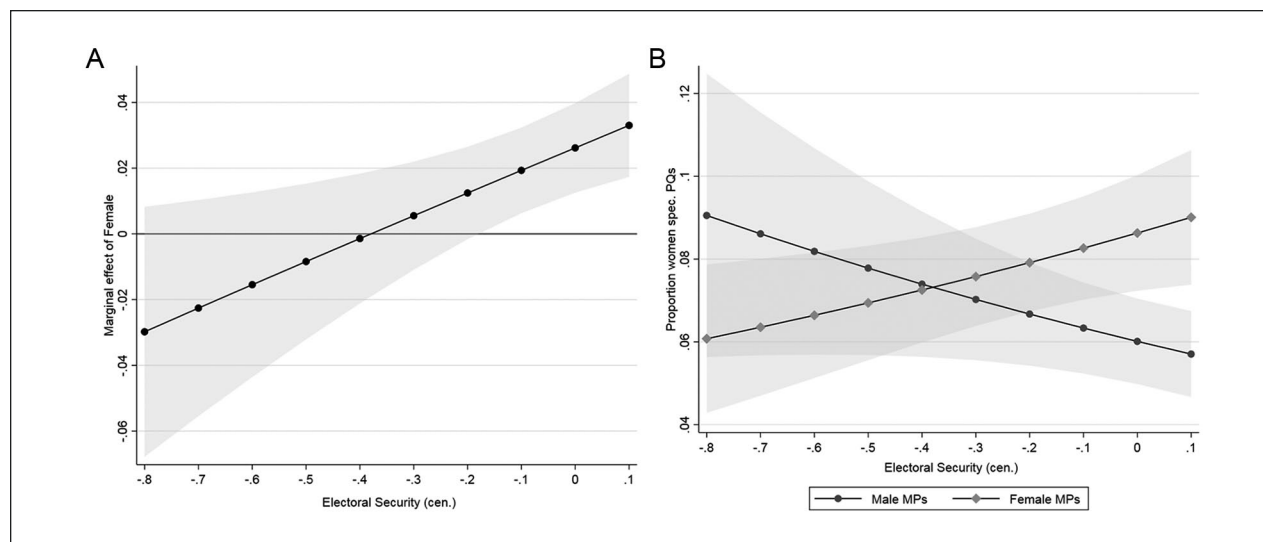 A
Marginal effect of Female
.04
.02
0
-.02
-.04
-.06
-.8 -.7 -.6 -.5 -.4 -.3 -.2 -.1 0 .1
Electoral Security (cen.)
B
Proportion women spec. PQs
.12
.1
.08
.06
.04
-.8 -.7 -.6 -.5 -.4 -.3 -.2 -.1 0 .1
Electoral Security (cen.)
Male MPs Female MPs